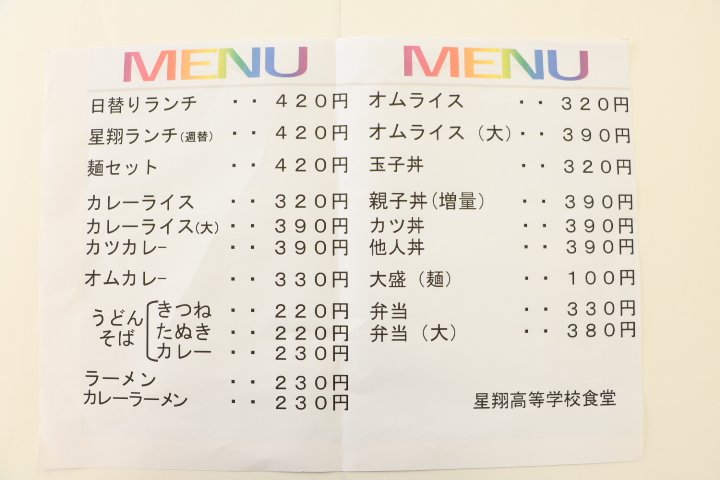 MENU
日替りランチ ・・ ４２０円
星翔ランチ(週替) ・・ ４２０円
麺セット ・・ ４２０円
カレーライス ・・ ３２０円
カレーライス(大) ・・ ３９０円
カツカレー ・・ ３９０円
オムカレー ・・ ３３０円
うどん
そば
きつね ・・ ２２０円
たぬき ・・ ２２０円
カレー ・・ ２３０円
ラーメン ・・ ２３０円
カレーラーメン ・・ ２３０円
MENU
オムライス ・・ ３２０円
オムライス（大）・・ ３９０円
玉子丼 ・・ ３２０円
親子丼(増量） ・・ ３９０円
カツ丼 ・・ ３９０円
他人丼 ・・ ３９０円
大盛（麺） ・・ １００円
弁当 ・・ ３３０円
弁当（大） ・・ ３８０円
星翔高等学校食堂